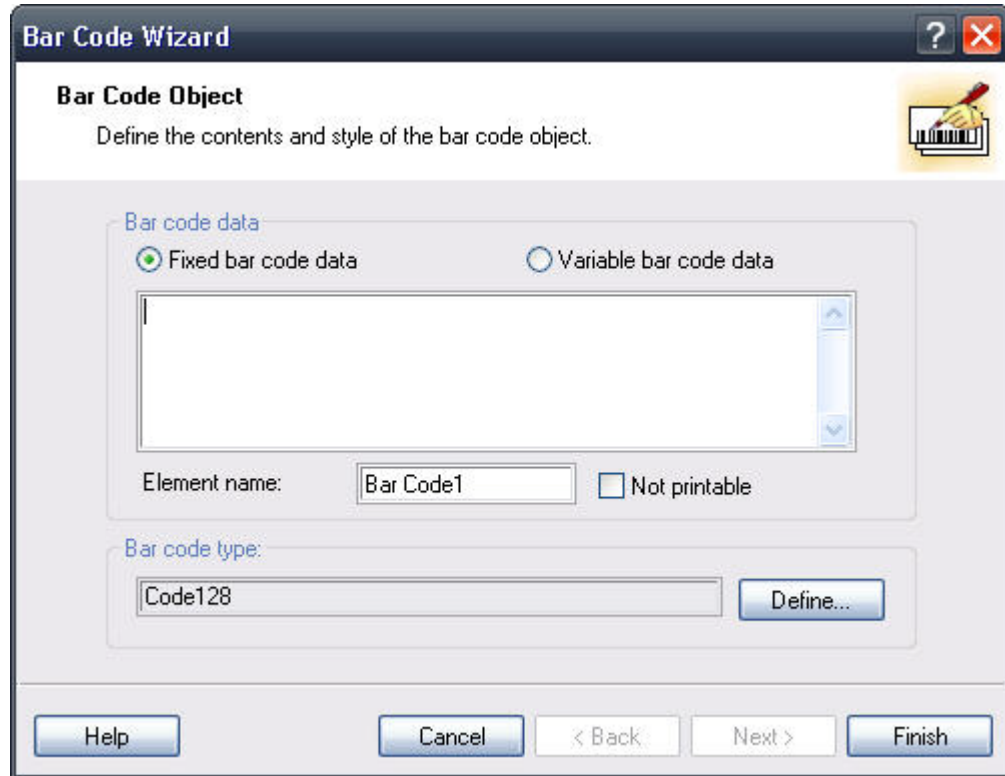 Bar Code Wizard
?
Bar Code Object
Define the contents and style of the bar code object.
Bar code data
Fixed bar code data Variable bar code data
Element name: Bar Code1 Not printable
Bar code type:
Code128 Define...
Help Cancel < Back Next > Finish